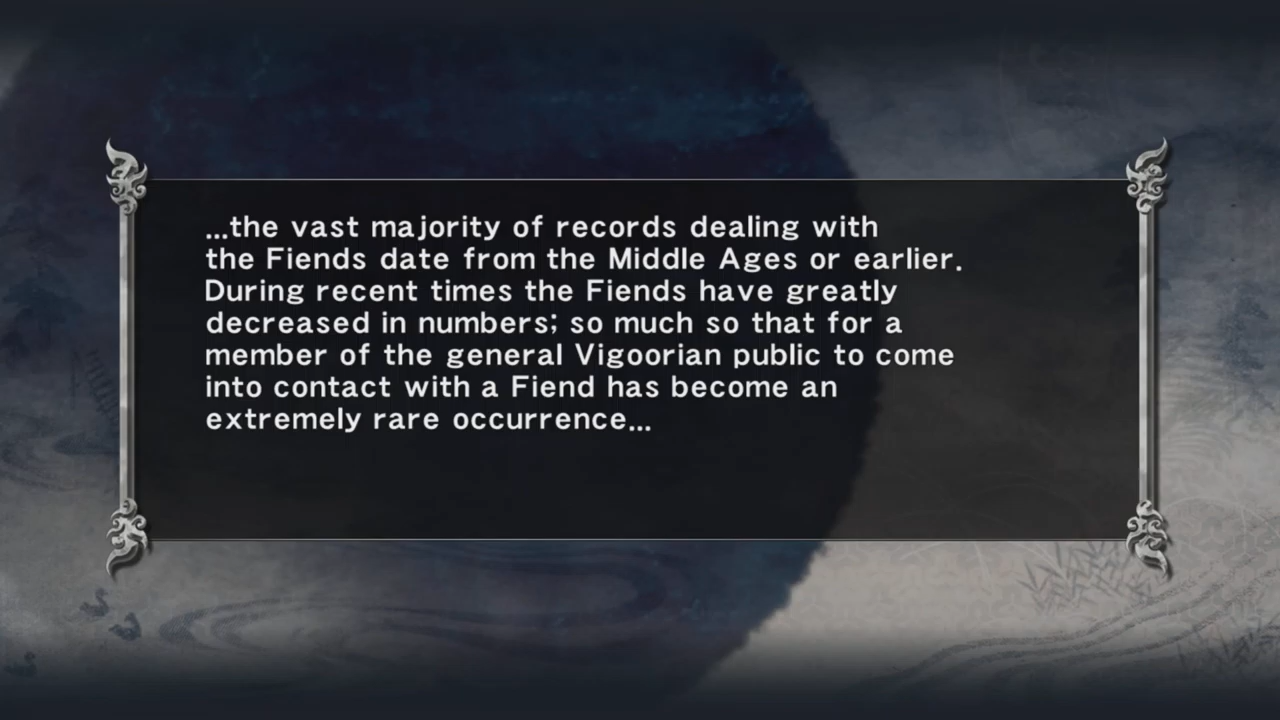 ...the vast majority of records dealing with
the Fiends date from the Middle Ages or earlier.
During recent times the Fiends have greatly
decreased in numbers; so much so that for a
member of the general Vigoorian public to come
into contact with a Fiend has become an
extremely rare occurrence...